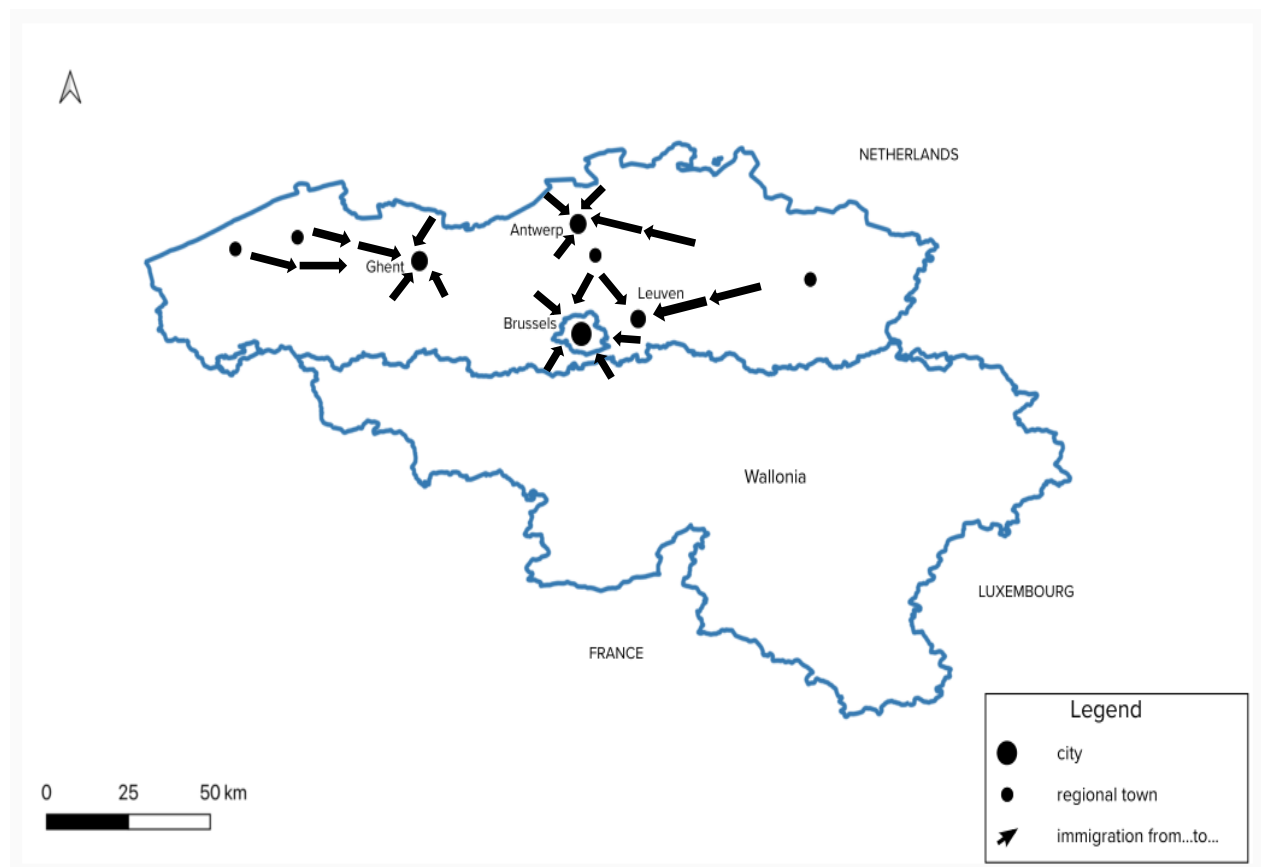 NETHERLANDS
Antwerp
Ghent
Leuven
Brussels
Wallonia
LUXEMBOURG
FRANCE
Legend
city
regional town
immigration from...to...
0 25 50 km